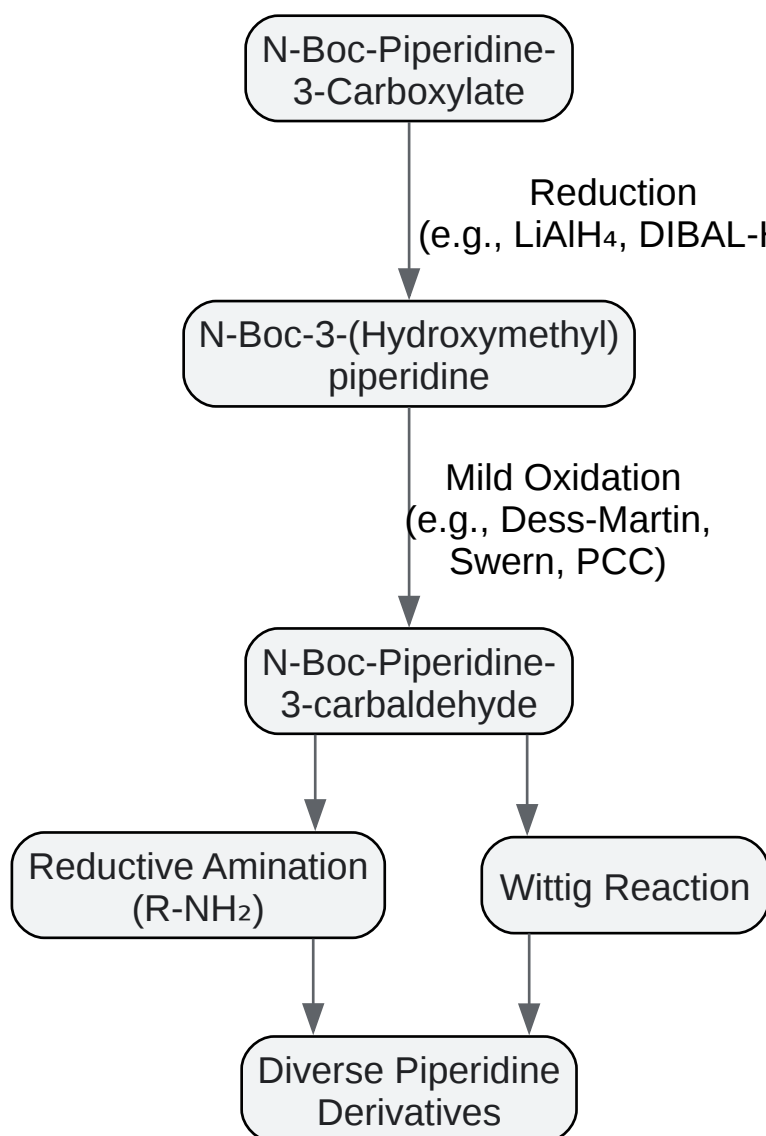 N-Boc-Piperidine-
3-Carboxylate
Reduction
(e.g., LiAlH₄, DIBAL-H
N-Boc-3-(Hydroxymethyl)
piperidine
Mild Oxidation
(e.g., Dess-Martin,
Swern, PCC)
N-Boc-Piperidine-
3-carbaldehyde
Reductive Amination
(R-NH₂)
Wittig Reaction
Diverse Piperidine
Derivatives